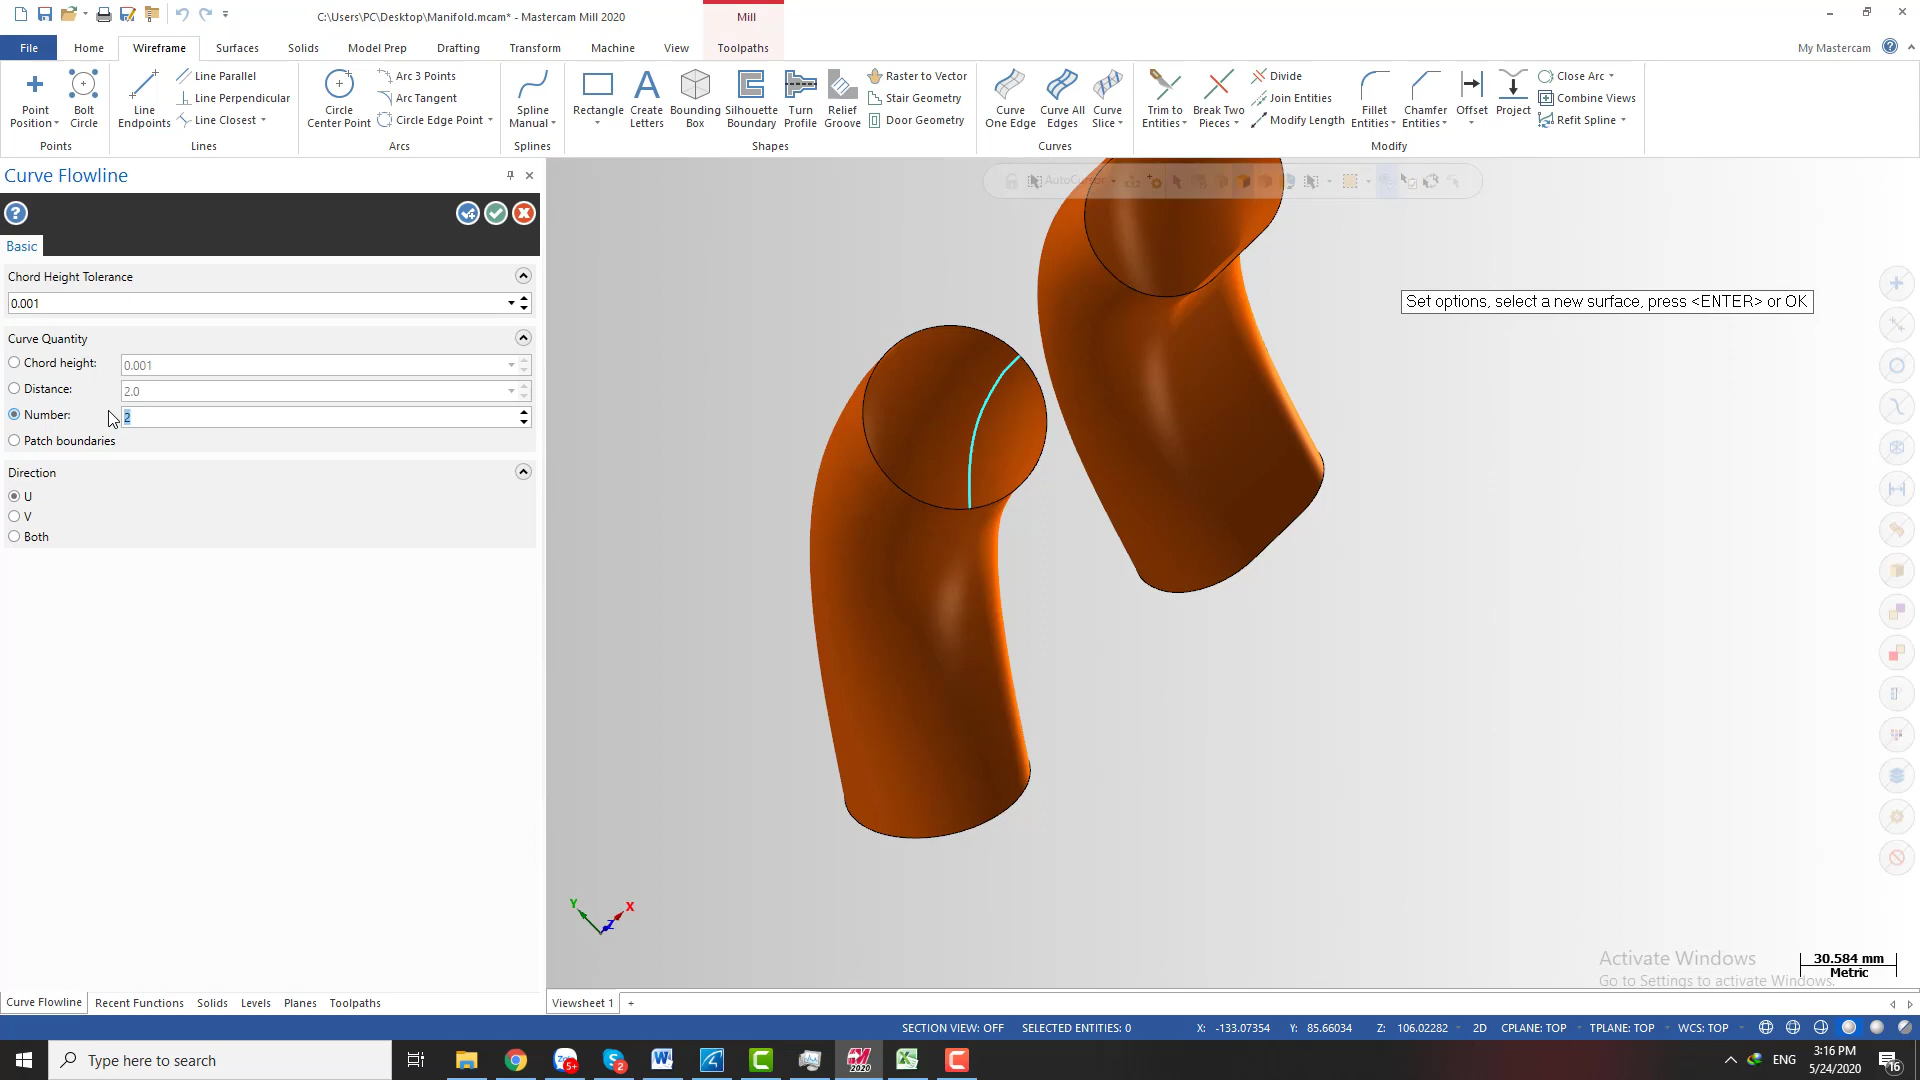 C:\Users\PC\Desktop\Manifold.mcam* - Mastercam Mill 2020
Mill
File
Home
Wireframe
Surfaces
Solids
Model Prep
Drafting
Transform
Machine
View
Toolpaths
My Mastercam
Point Position
Bolt Circle
Points
Line Endpoints
Line Parallel
Line Perpendicular
Line Closest
Lines
Circle Center Point
Arc 3 Points
Arc Tangent
Circle Edge Point
Arcs
Spline Manual
Splines
Rectangle
Create Letters
Bounding Box
Silhouette Boundary
Turn Profile
Relief Groove
Raster to Vector
Stair Geometry
Door Geometry
Shapes
Curve One Edge
Curve All Edges
Curve Slice
Curves
Trim to Entities
Break Two Pieces
Divide
Join Entities
Modify Length
Fillet Entities
Chamfer Entities
Offset
Project
Close Arc
Combine Views
Refit Spline
Modify
Curve Flowline
Basic
Chord Height Tolerance
0.001
Curve Quantity
Chord height:
0.001
Distance:
2.0
Number:
2
Patch boundaries
Direction
U
V
Both
AutoCursor
Set options, select a new surface, press <ENTER> or OK
Y
X
Z
Activate Windows
Go to Settings to activate Windows.
30.584 mm
Metric
Curve Flowline
Recent Functions
Solids
Levels
Planes
Toolpaths
Viewsheet 1
+
SECTION VIEW: OFF
SELECTED ENTITIES: 0
X: -133.07354
Y: 85.66034
Z: 106.02282
2D
CPLANE: TOP
TPLANE: TOP
WCS: TOP
Type here to search
5+
2
2020
ENG
3:16 PM
5/24/2020
16